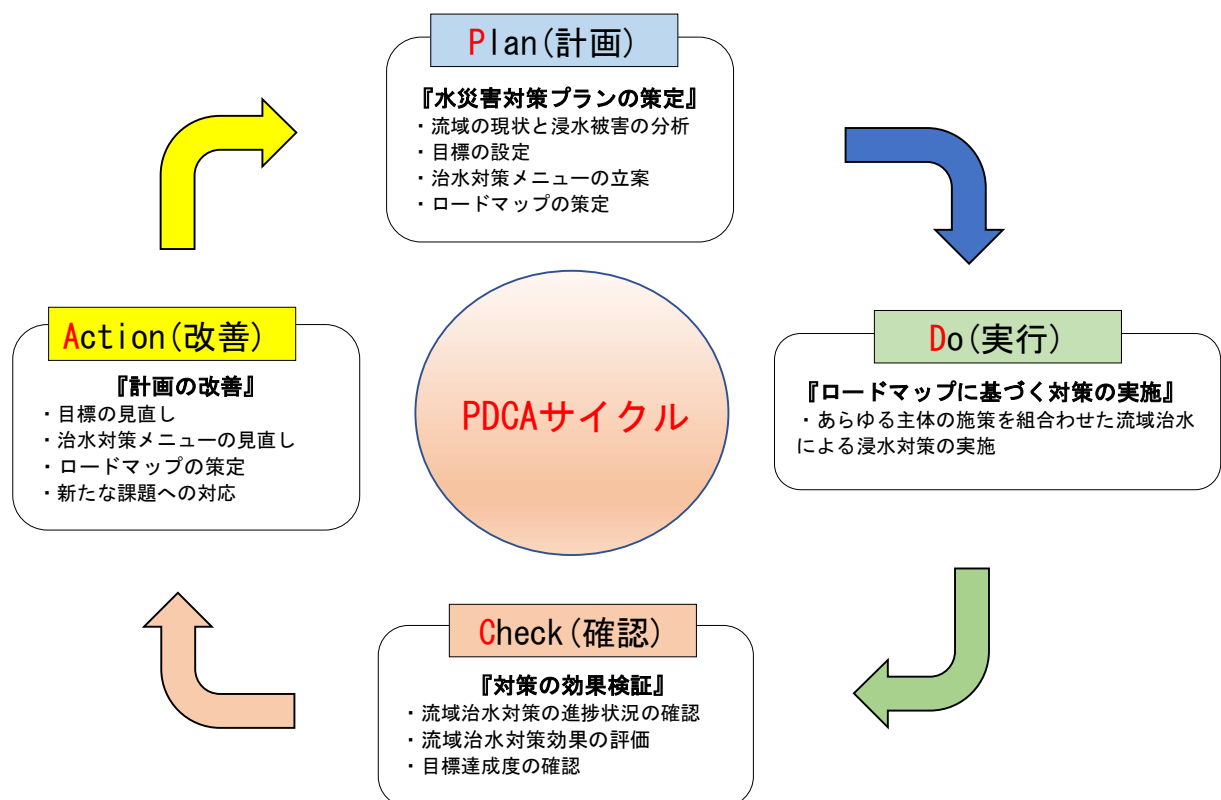 Plan(計画)
『水災害対策プランの策定』
・流域の現状と浸水被害の分析
・目標の設定
・治水対策メニューの立案
・ロードマップの策定
Do(実行)
『ロードマップに基づく対策の実施』
・あらゆる主体の施策を組合わせた流域治水
による浸水対策の実施
Check(確認)
『対策の効果検証』
・流域治水対策の進捗状況の確認
・流域治水対策効果の評価
・目標達成度の確認
Action(改善)
『計画の改善』
・目標の見直し
・治水対策メニューの見直し
・ロードマップの策定
・新たな課題への対応
PDCAサイクル